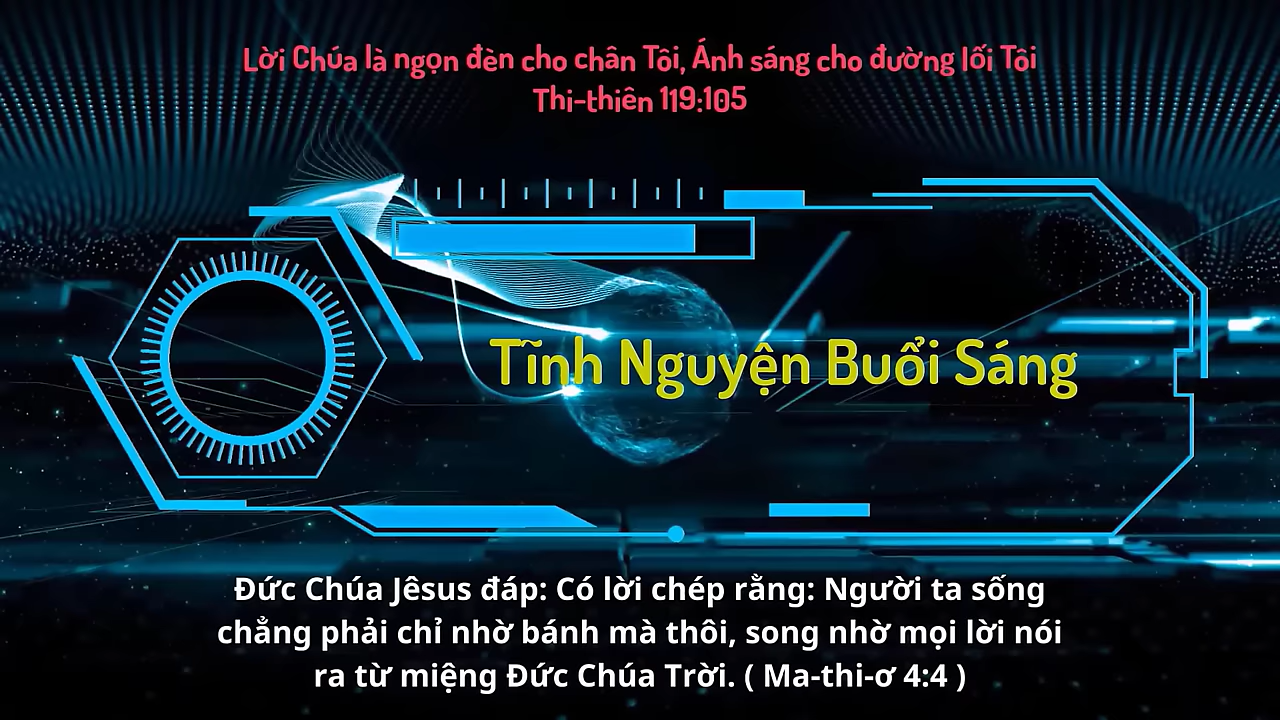 Lời Chúa là ngọn đèn cho chân Tôi, Ánh sáng cho đường lối Tôi
Thi-thiên 119:105
Tĩnh Nguyện Buổi Sáng
Đức Chúa Jêsus đáp: Có lời chép rằng: Người ta sống
chẳng phải chỉ nhờ bánh mà thôi, song nhờ mọi lời nói
ra từ miệng Đức Chúa Trời. ( Ma-thi-ơ 4:4 )